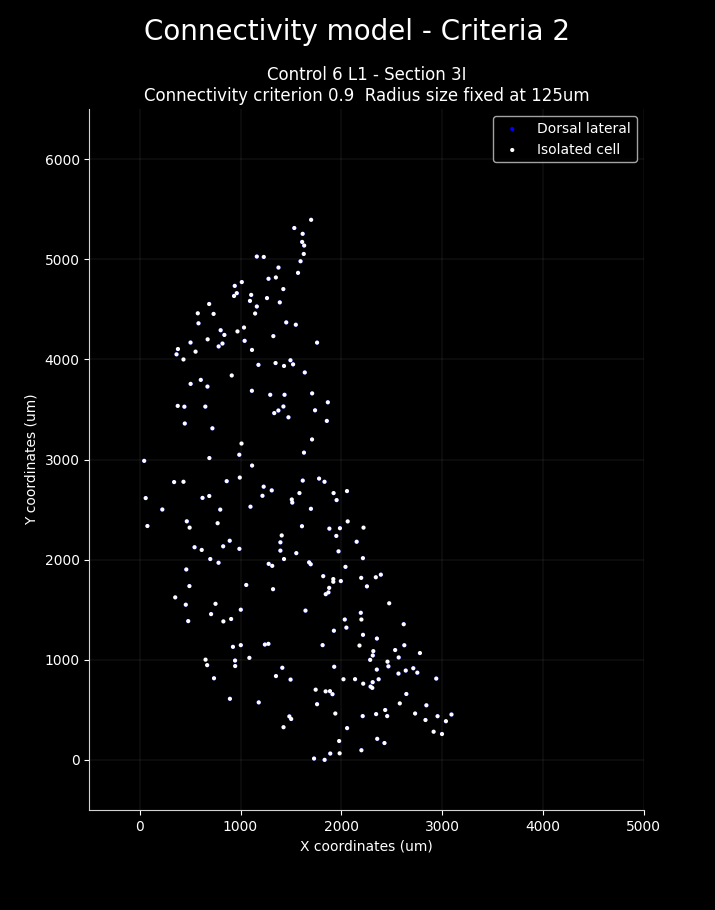 Connectivity model - Criteria 2
Control 6 L1 - Section 3I
Connectivity criterion 0.9  Radius size fixed at 125um
Dorsal lateral
Isolated cell
6000
5000
4000
3000
2000
1000
0
Y coordinates (um)
0 1000 2000 3000 4000 5000
X coordinates (um)